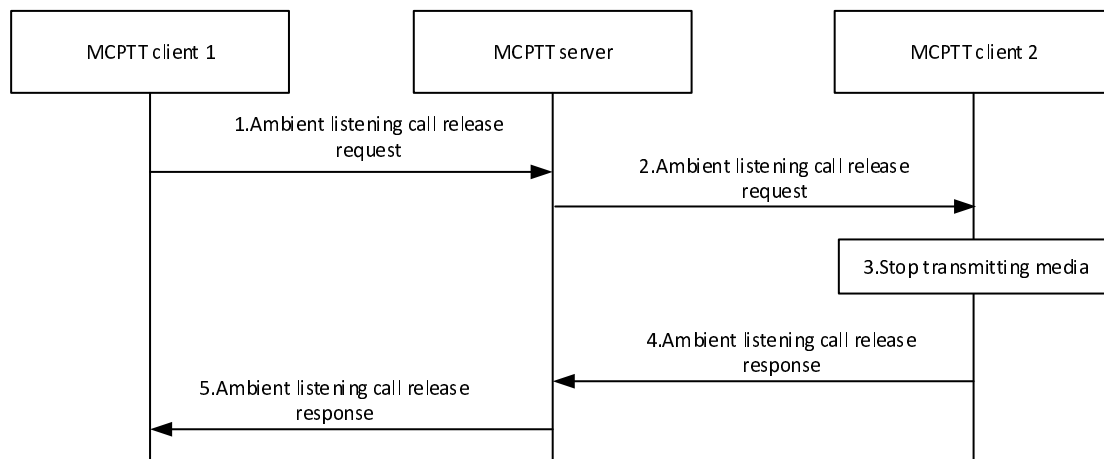 MCPTT client 1
MCPTT server
MCPTT client 2
1.Ambient listening call release
request
2.Ambient listening call release
request
3.Stop transmitting media
4.Ambient listening call release
response
5.Ambient listening call release
response